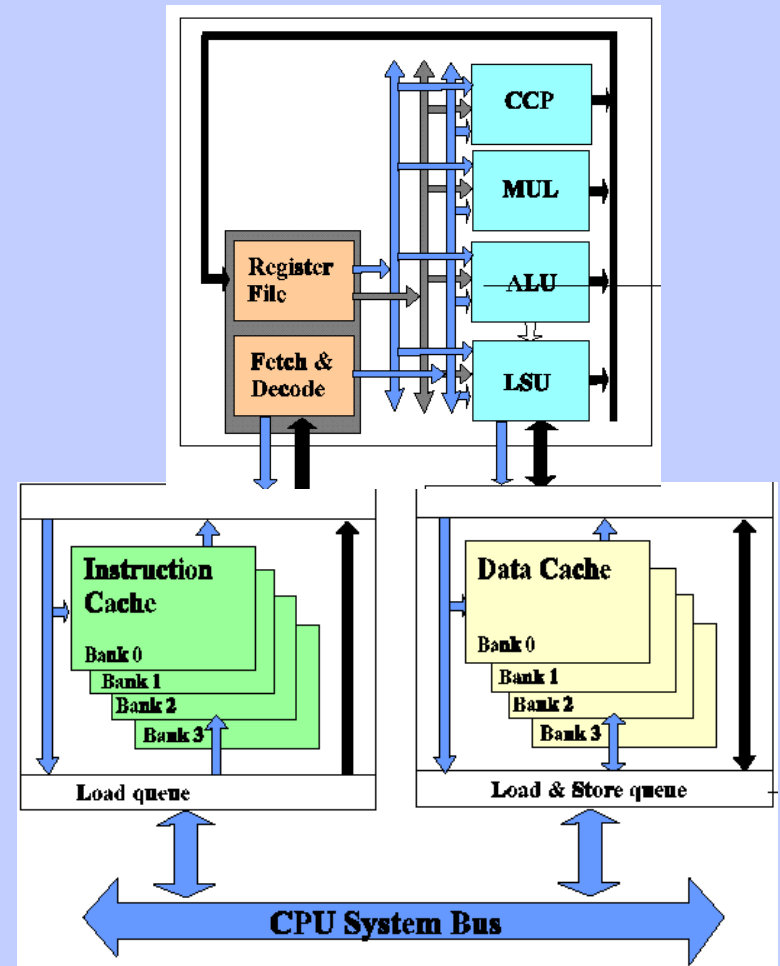 CCP
MUL
Register
File
ALU
Fetch &
Decode
LSU
Instruction
Cache
Bank 0
Bank 1
Bank 2
Bank 3
Load queue
Data Cache
Bank 0
Bank 1
Bank 2
Bank 3
Load & Store queue
CPU System Bus